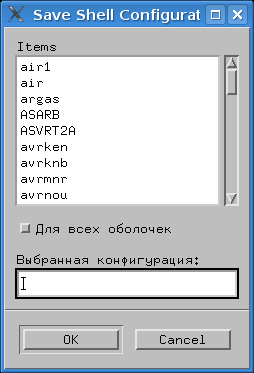 Save Shell Configurat
Items
air1
air
argas
ASARB
ASVRT2A
avrken
avrknb
avrmnr
avrnou
Для всех оболочек
Выбранная конфигурация:
OK
Cancel